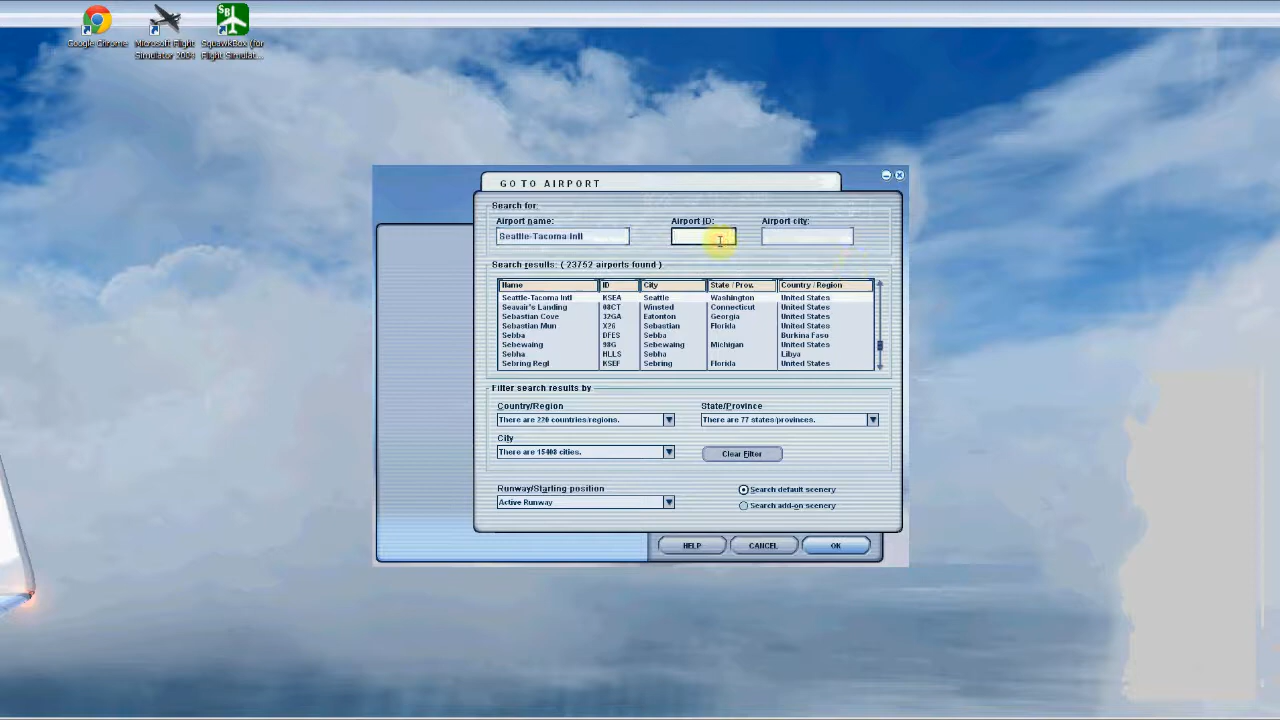 Google Chrome
Microsoft Flight Simulator 2004
SquawkBox (for Flight Simulat...
GO TO AIRPORT
Search for:
Airport name: Airport ID: Airport city:
Seattle-Tacoma Intl
Search results: ( 23752 airports found )
Name ID City State / Prov. Country / Region
Seattle-Tacoma Intl KSEA Seattle Washington United States
Seavair's Landing 08CT Winsted Connecticut United States
Sebastian Cove 32GA Eatonton Georgia United States
Sebastian Mun X26 Sebastian Florida United States
Sebba DFES Sebba Burkina Faso
Sebewaing 98G Sebewaing Michigan United States
Sebha HLLS Sebha Libya
Sebring Regl KSEF Sebring Florida United States
Filter search results by
Country/Region State/Province
There are 220 countries/regions. There are 77 states/provinces.
City
There are 15408 cities. Clear Filter
Runway/Starting position
Active Runway
Search default scenery
Search add-on scenery
HELP CANCEL OK